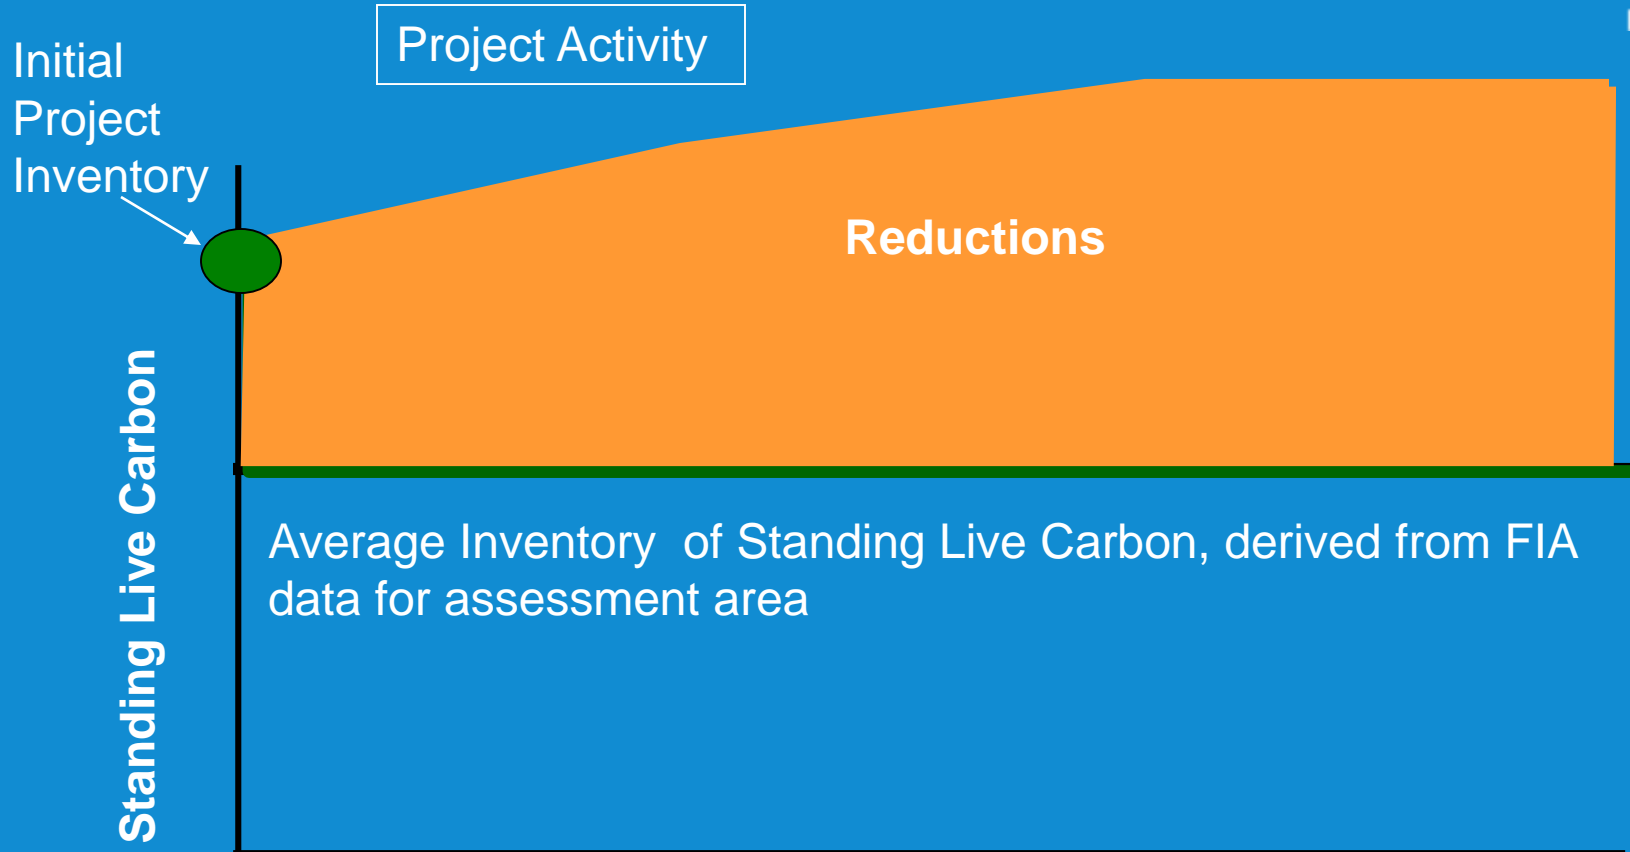 Project Activity
Initial
Project
Inventory
Reductions
Standing Live Carbon
Average Inventory  of Standing Live Carbon, derived from FIA
data for assessment area